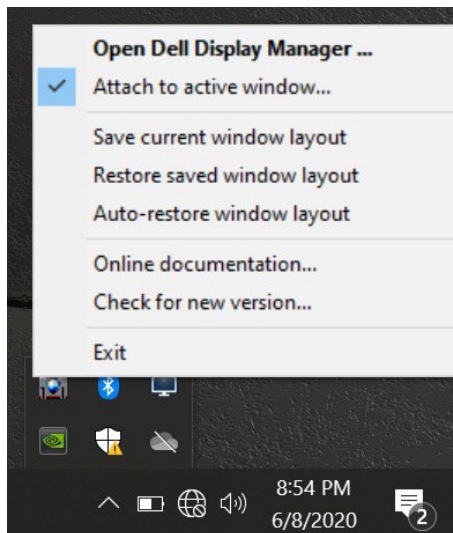 Open Dell Display Manager ...
Attach to active window...
Save current window layout
Restore saved window layout
Auto-restore window layout
Online documentation...
Check for new version...
Exit
8:54 PM
6/8/2020
2